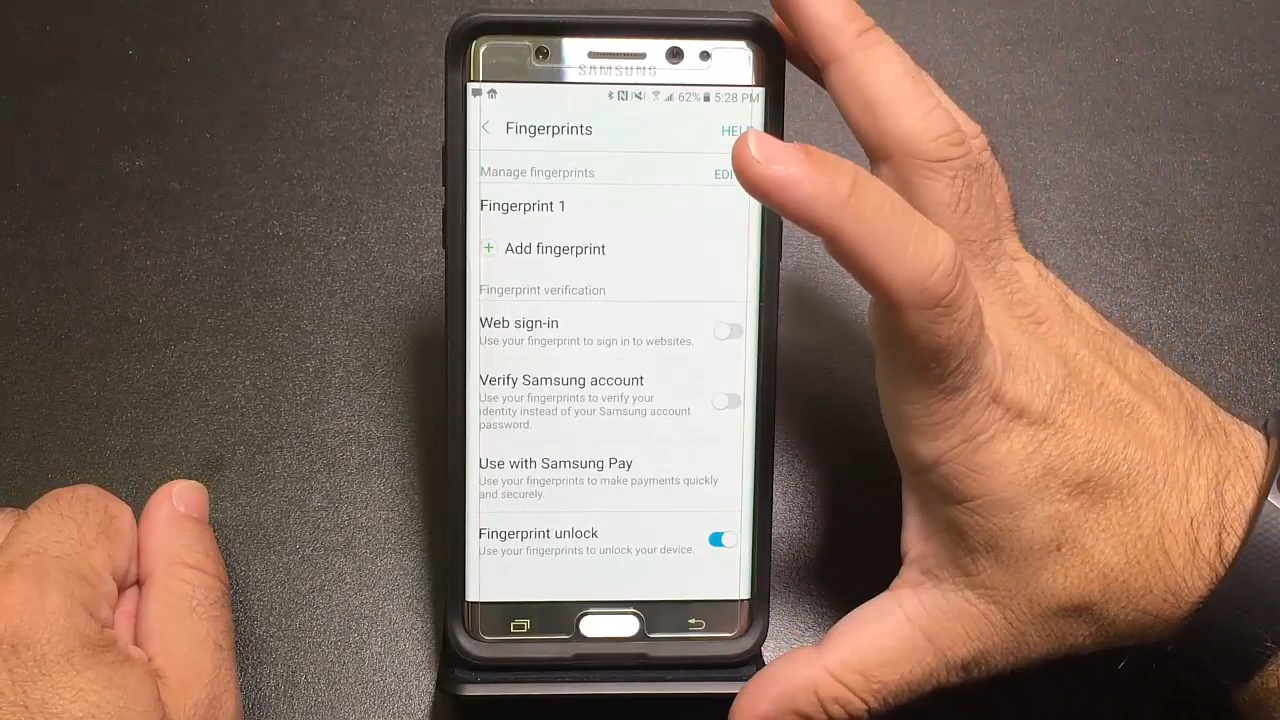 SAMSUNG
62% 5:28 PM
Fingerprints
HELP
Manage fingerprints
EDI
Fingerprint 1
+ Add fingerprint
Fingerprint verification
Web sign-in
Use your fingerprint to sign in to websites.
Verify Samsung account
Use your fingerprints to verify your
identity instead of your Samsung account
password.
Use with Samsung Pay
Use your fingerprints to make payments quickly
and securely.
Fingerprint unlock
Use your fingerprints to unlock your device.